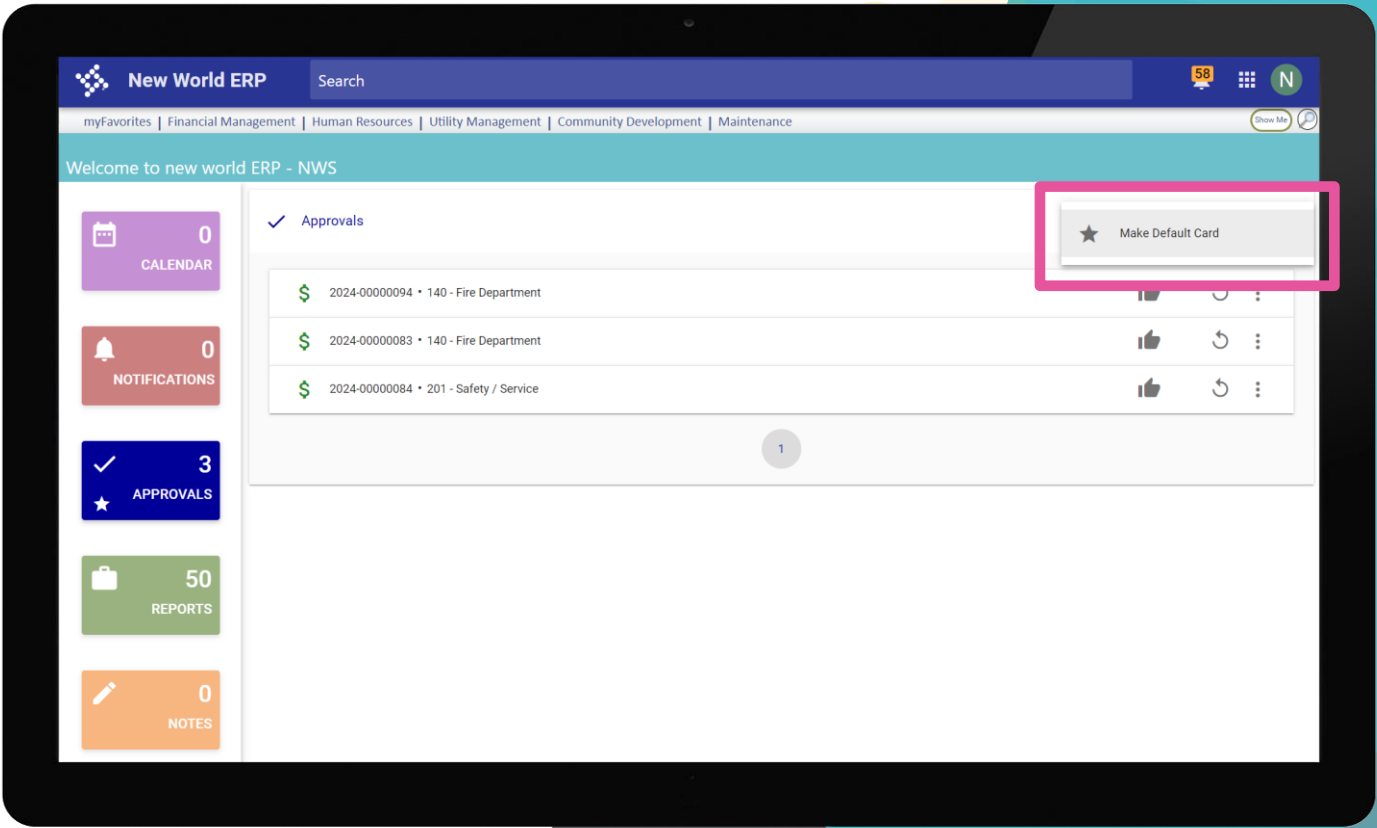 New World ERP
Search
58
N
myFavorites | Financial Management | Human Resources | Utility Management | Community Development | Maintenance
Show Me
Welcome to new world ERP - NWS
0
CALENDAR
0
NOTIFICATIONS
3
APPROVALS
50
REPORTS
0
NOTES
Approvals
Make Default Card
2024-00000094 • 140 - Fire Department
2024-00000083 • 140 - Fire Department
2024-00000084 • 201 - Safety / Service
1